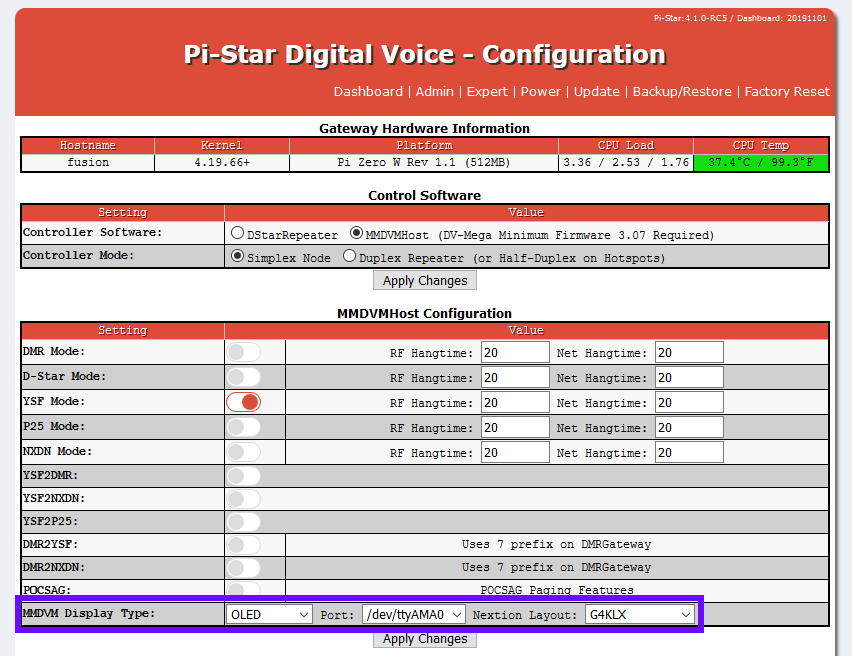 Pi-Star:4.1.0-RC5 / Dashboard: 20191101
Pi-Star Digital Voice - Configuration
Dashboard | Admin | Expert | Power | Update | Backup/Restore | Factory Reset
Gateway Hardware Information
Hostname Kernel Platform CPU Load CPU Temp
fusion 4.19.66+ Pi Zero W Rev 1.1 (512MB) 3.36 / 2.53 / 1.76 37.4°C / 99.3°F
Control Software
Setting Value
Controller Software: DStarRepeater MMDVMHost (DV-Mega Minimum Firmware 3.07 Required)
Controller Mode: Simplex Node Duplex Repeater (or Half-Duplex on Hotspots)
Apply Changes
MMDVMHost Configuration
Setting Value
DMR Mode: RF Hangtime: 20 Net Hangtime: 20
D-Star Mode: RF Hangtime: 20 Net Hangtime: 20
YSF Mode: RF Hangtime: 20 Net Hangtime: 20
P25 Mode: RF Hangtime: 20 Net Hangtime: 20
NXDN Mode: RF Hangtime: 20 Net Hangtime: 20
YSF2DMR:
YSF2NXDN:
YSF2P25:
DMR2YSF: Uses 7 prefix on DMRGateway
DMR2NXDN: Uses 7 prefix on DMRGateway
POCSAG: POCSAG Paging Features
MMDVM Display Type: OLED Port: /dev/ttyAMA0 Nextion Layout: G4KLX
Apply Changes